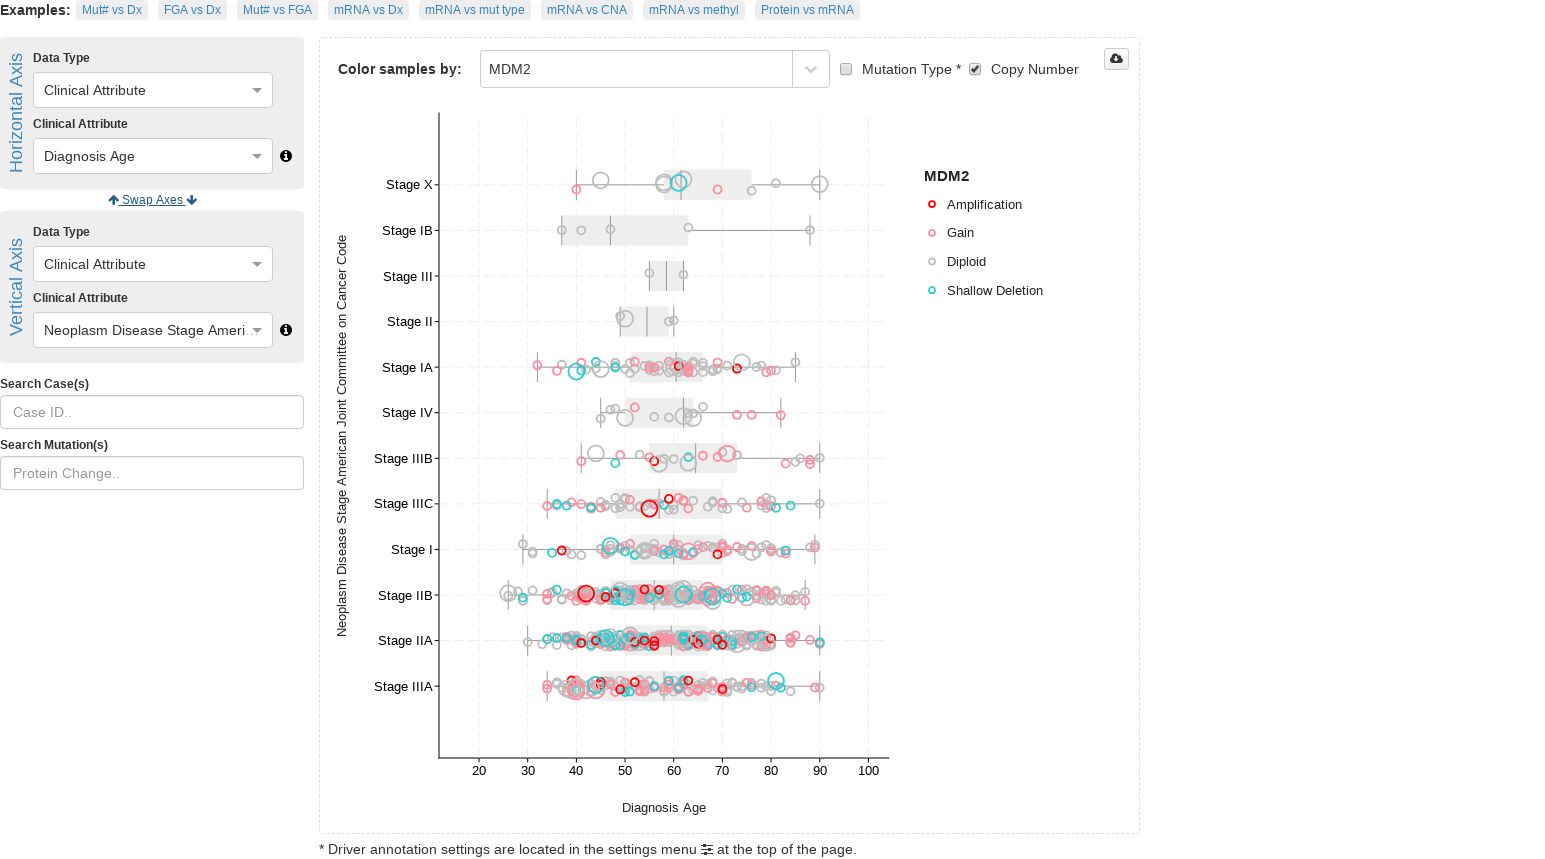 Examples: Mut# vs Dx FGA vs Dx Mut# vs FGA mRNA vs Dx mRNA vs mut type mRNA vs CNA mRNA vs methyl Protein vs mRNA
Horizontal Axis
Data Type
Clinical Attribute
Clinical Attribute
Diagnosis Age
Swap Axes
Vertical Axis
Data Type
Clinical Attribute
Clinical Attribute
Neoplasm Disease Stage Ameri...
Search Case(s)
Case ID..
Search Mutation(s)
Protein Change..
Color samples by: MDM2 Mutation Type * Copy Number
Neoplasm Disease Stage American Joint Committee on Cancer Code
Stage X
Stage IB
Stage III
Stage II
Stage IA
Stage IV
Stage IIIB
Stage IIIC
Stage I
Stage IIB
Stage IIA
Stage IIIA
20 30 40 50 60 70 80 90 100
Diagnosis Age
MDM2
Amplification
Gain
Diploid
Shallow Deletion
* Driver annotation settings are located in the settings menu at the top of the page.